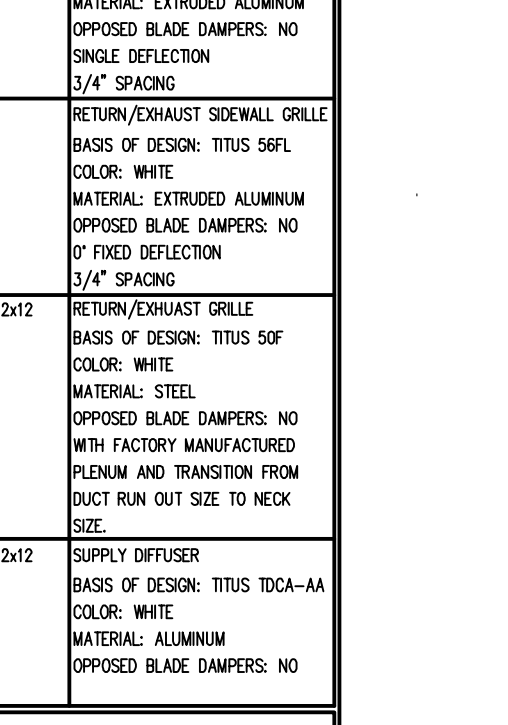 MATERIAL: EXTRUDED ALUMINUM
OPPOSED BLADE DAMPERS: NO
SINGLE DEFLECTION
3/4" SPACING
RETURN/EXHAUST SIDEWALL GRILLE
BASIS OF DESIGN: TITUS 56FL
COLOR: WHITE
MATERIAL: EXTRUDED ALUMINUM
OPPOSED BLADE DAMPERS: NO
0° FIXED DEFLECTION
3/4" SPACING
2x12 RETURN/EXHUAST GRILLE
BASIS OF DESIGN: TITUS 50F
COLOR: WHITE
MATERIAL: STEEL
OPPOSED BLADE DAMPERS: NO
WITH FACTORY MANUFACTURED
PLENUM AND TRANSITION FROM
DUCT RUN OUT SIZE TO NECK
SIZE.
2x12 SUPPLY DIFFUSER
BASIS OF DESIGN: TITUS TDCA-AA
COLOR: WHITE
MATERIAL: ALUMINUM
OPPOSED BLADE DAMPERS: NO